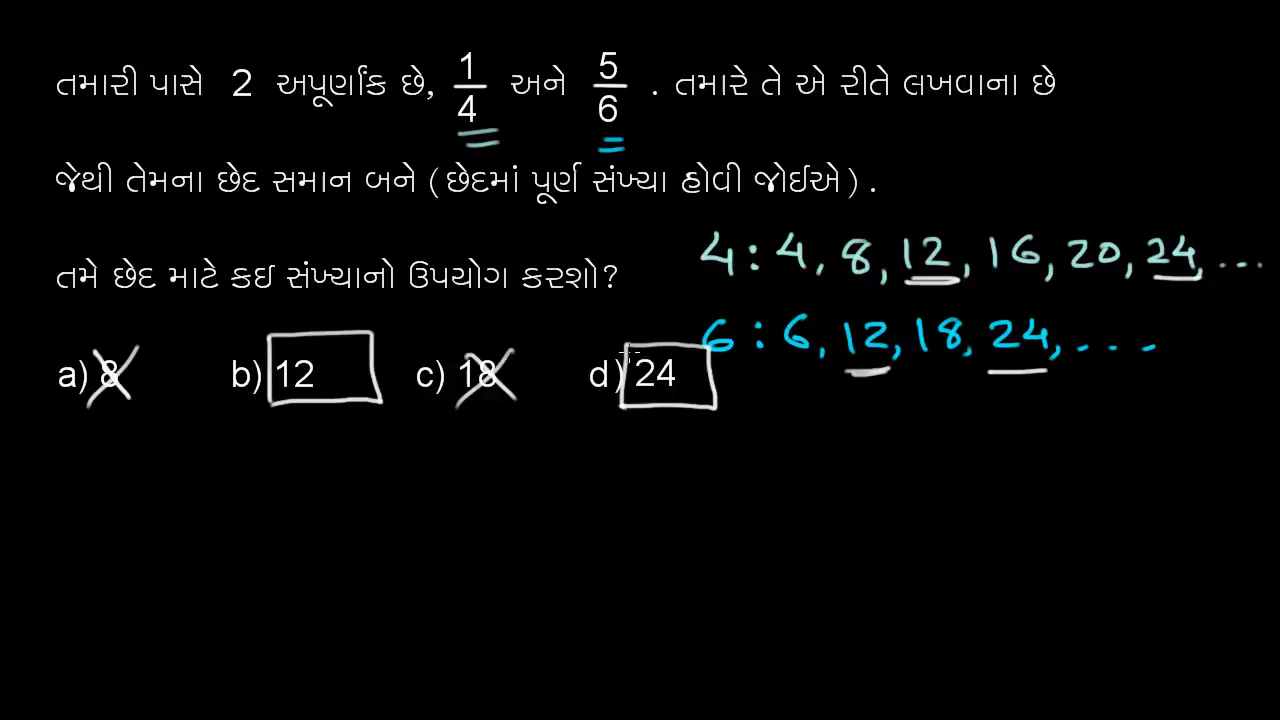 તમારી પાસે 2 અપૂર્ણાંક છે, 1/4 અને 5/6 . તમારે તે એ રીતે લખવાના છે
જેથી તેમના છેદ સમાન બને (છેદમાં પૂર્ણ સંખ્યા હોવી જોઈએ) .
4 : 4, 8, 12, 16, 20, 24, ...
તમે છેદ માટે કઇ સંખ્યાનો ઉપયોગ કરશો?
6 : 6, 12, 18, 24, ...
a) 8 b) 12 c) 18 d) 24